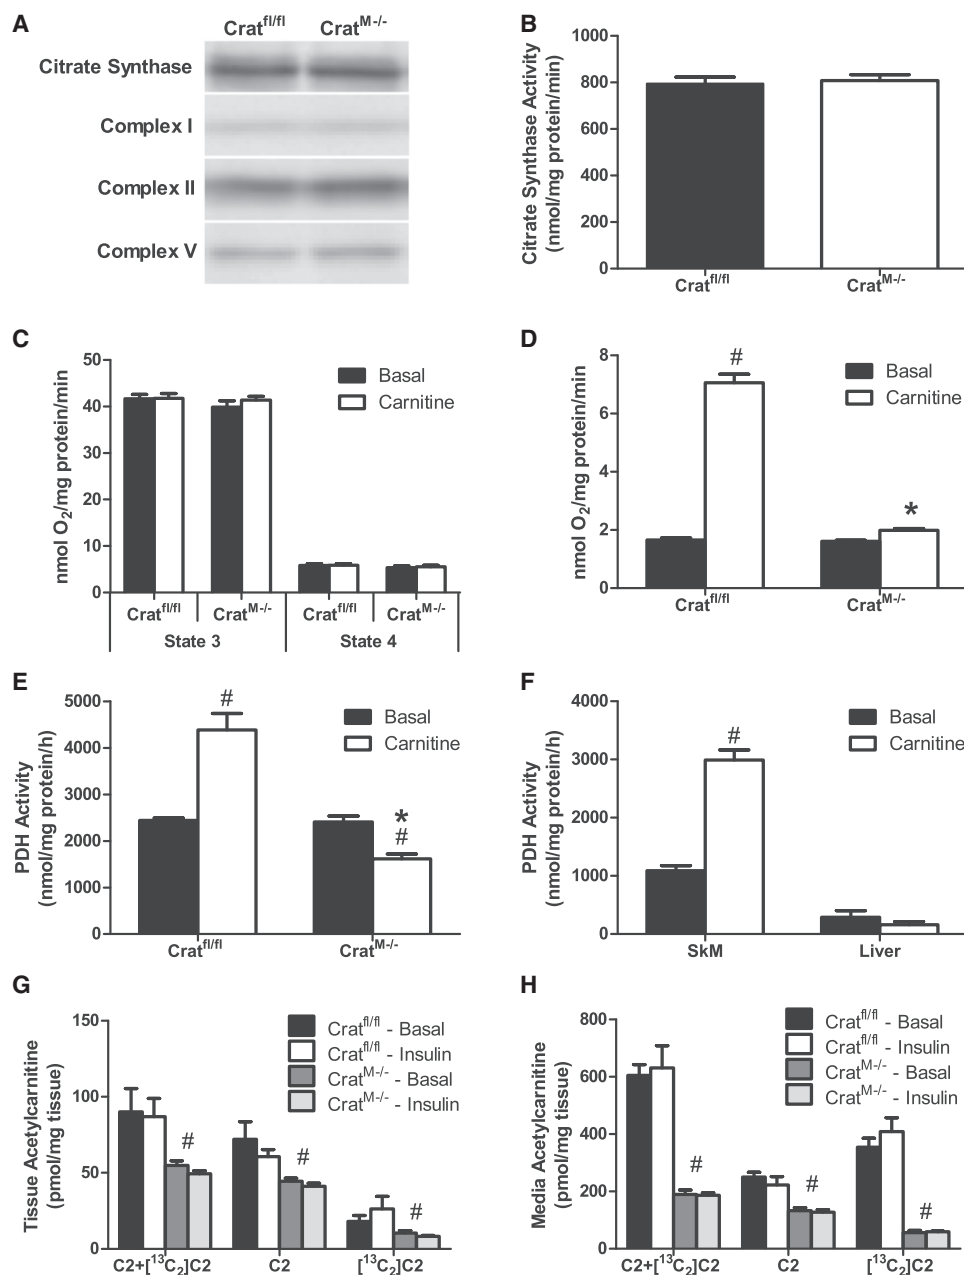 A
Crat^fl/fl Crat^M-/-
Citrate Synthase
Complex I
Complex II
Complex V
B
Citrate Synthase Activity
(nmol/mg protein/min)
1000
800
600
400
200
0
Crat^fl/fl Crat^M-/-
C
nmol O₂/mg protein/min
50
40
30
20
10
0
Basal
Carnitine
Crat^fl/fl Crat^M-/- Crat^fl/fl Crat^M-/-
State 3 State 4
D
nmol O₂/mg protein/min
8
6
4
2
0
#
*
Basal
Carnitine
Crat^fl/fl Crat^M-/-
E
PDH Activity
(nmol/mg protein/h)
5000
4000
3000
2000
1000
0
#
*
#
Basal
Carnitine
Crat^fl/fl Crat^M-/-
F
PDH Activity
(nmol/mg protein/h)
4000
3000
2000
1000
0
#
Basal
Carnitine
SkM Liver
G
Tissue Acetylcarnitine
(pmol/mg tissue)
150
100
50
0
Crat^fl/fl - Basal
Crat^fl/fl - Insulin
Crat^M-/- - Basal
Crat^M-/- - Insulin
# # #
C2+[¹³C₂]C2 C2 [¹³C₂]C2
H
Media Acetylcarnitine
(pmol/mg tissue)
800
600
400
200
0
Crat^fl/fl - Basal
Crat^fl/fl - Insulin
Crat^M-/- - Basal
Crat^M-/- - Insulin
# # #
C2+[¹³C₂]C2 C2 [¹³C₂]C2